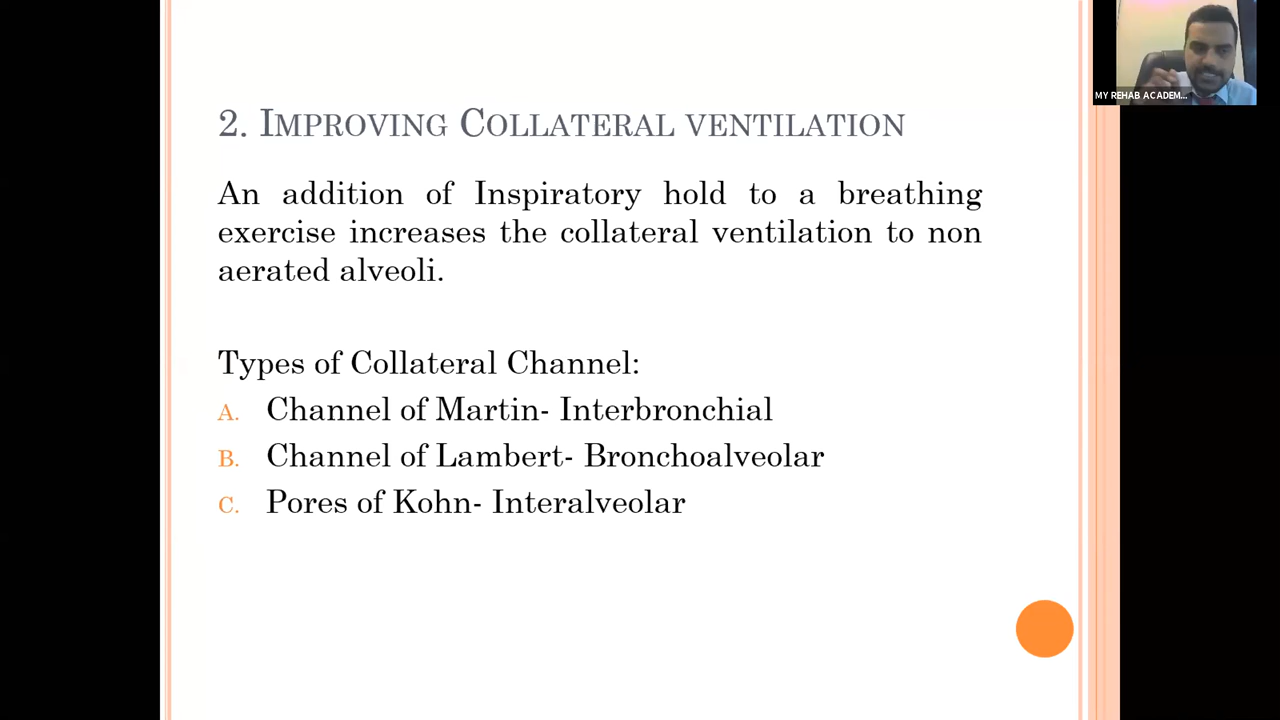 MY REHAB ACADEM...
2. IMPROVING COLLATERAL VENTILATION
An addition of Inspiratory hold to a breathing
exercise increases the collateral ventilation to non
aerated alveoli.
Types of Collateral Channel:
A. Channel of Martin- Interbronchial
B. Channel of Lambert- Bronchoalveolar
C. Pores of Kohn- Interalveolar